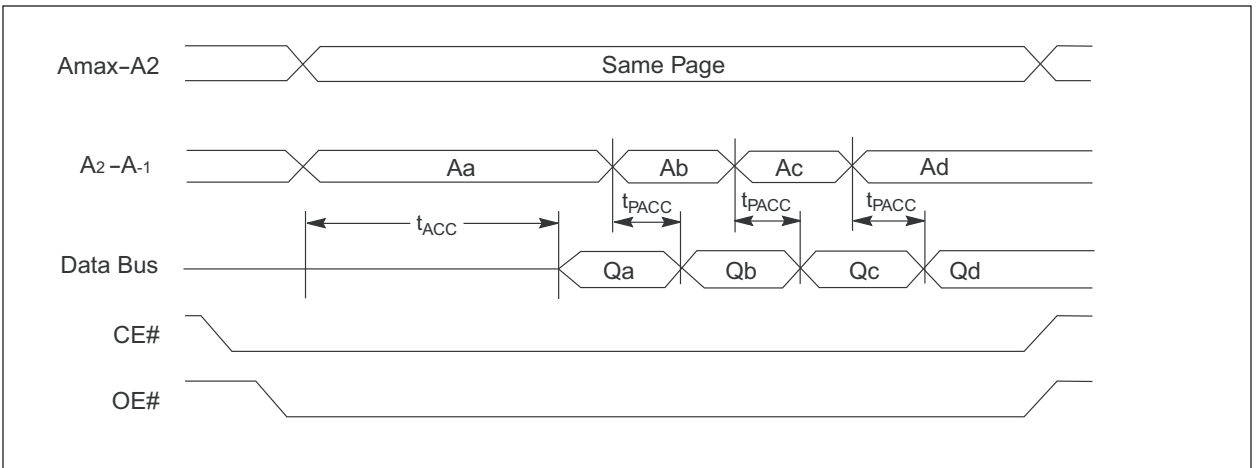 Amax–A2
Same Page
A2–A-1
Aa
Ab
Ac
Ad
tACC
tPACC
tPACC
tPACC
Data Bus
Qa
Qb
Qc
Qd
CE#
OE#